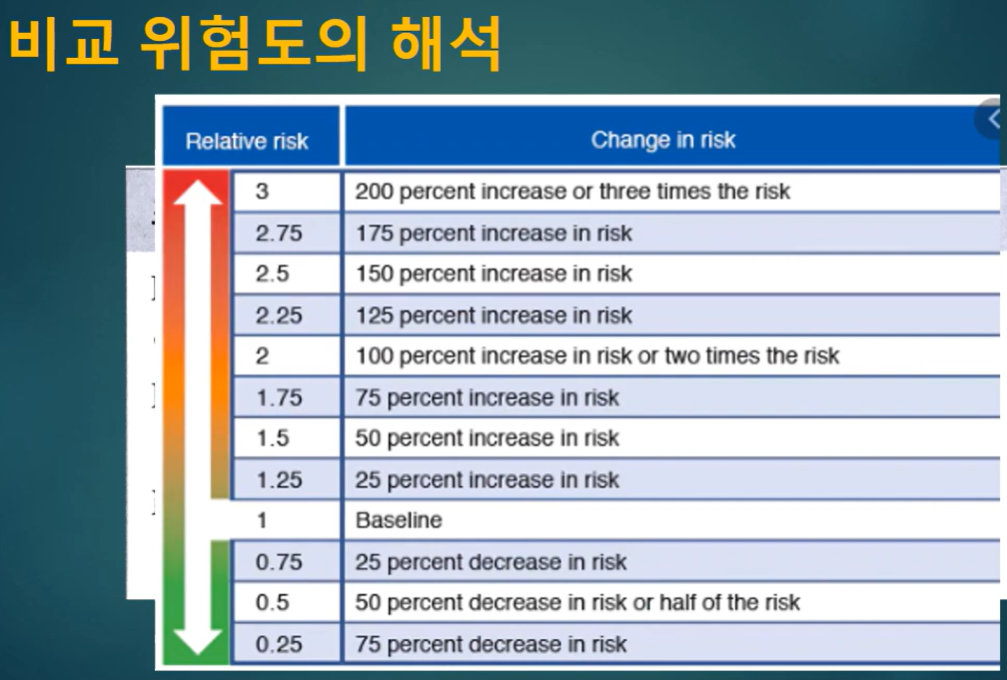 비교 위험도의 해석
Relative risk Change in risk
3 200 percent increase or three times the risk
2.75 175 percent increase in risk
2.5 150 percent increase in risk
2.25 125 percent increase in risk
2 100 percent increase in risk or two times the risk
1.75 75 percent increase in risk
1.5 50 percent increase in risk
1.25 25 percent increase in risk
1 Baseline
0.75 25 percent decrease in risk
0.5 50 percent decrease in risk or half of the risk
0.25 75 percent decrease in risk